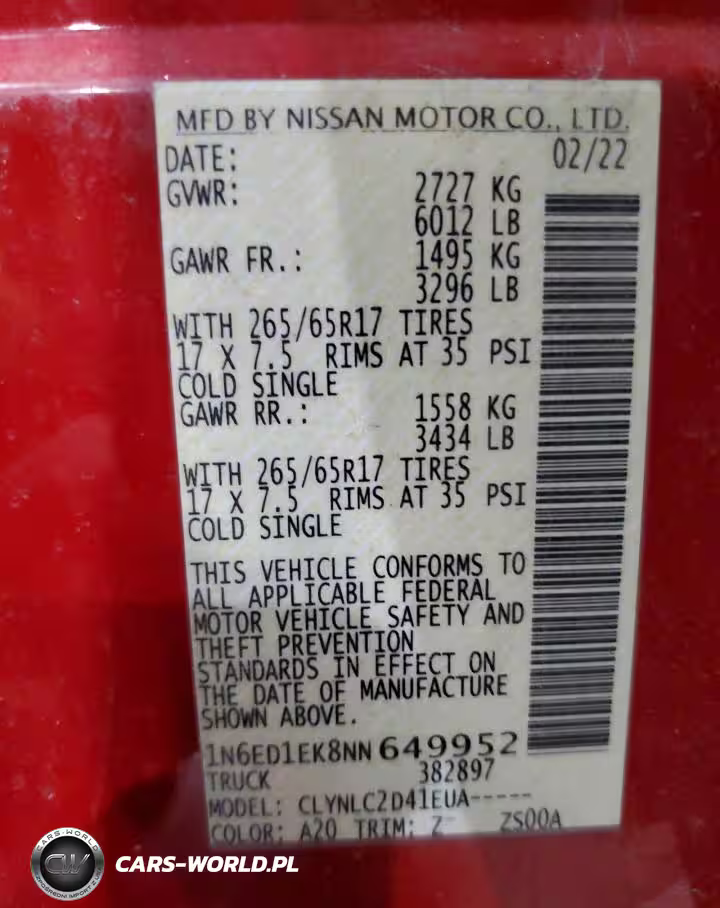 MFD BY NISSAN MOTOR CO., LTD.
DATE: 02/22
GVWR: 2727 KG
6012 LB
GAWR FR.: 1495 KG
3296 LB
WITH 265/65R17 TIRES
17 X 7.5 RIMS AT 35 PSI
COLD SINGLE
GAWR RR.: 1558 KG
3434 LB
WITH 265/65R17 TIRES
17 X 7.5 RIMS AT 35 PSI
COLD SINGLE
THIS VEHICLE CONFORMS TO
ALL APPLICABLE FEDERAL
MOTOR VEHICLE SAFETY AND
THEFT PREVENTION
STANDARDS IN EFFECT ON
THE DATE OF MANUFACTURE
SHOWN ABOVE.
1N6ED1EK8NN649952
TRUCK 382897
MODEL: CLYNLC2D41EUA-----
COLOR: A20 TRIM: Z ZS00A
CARS-WORLD
CW
CARS-WORLD.PL